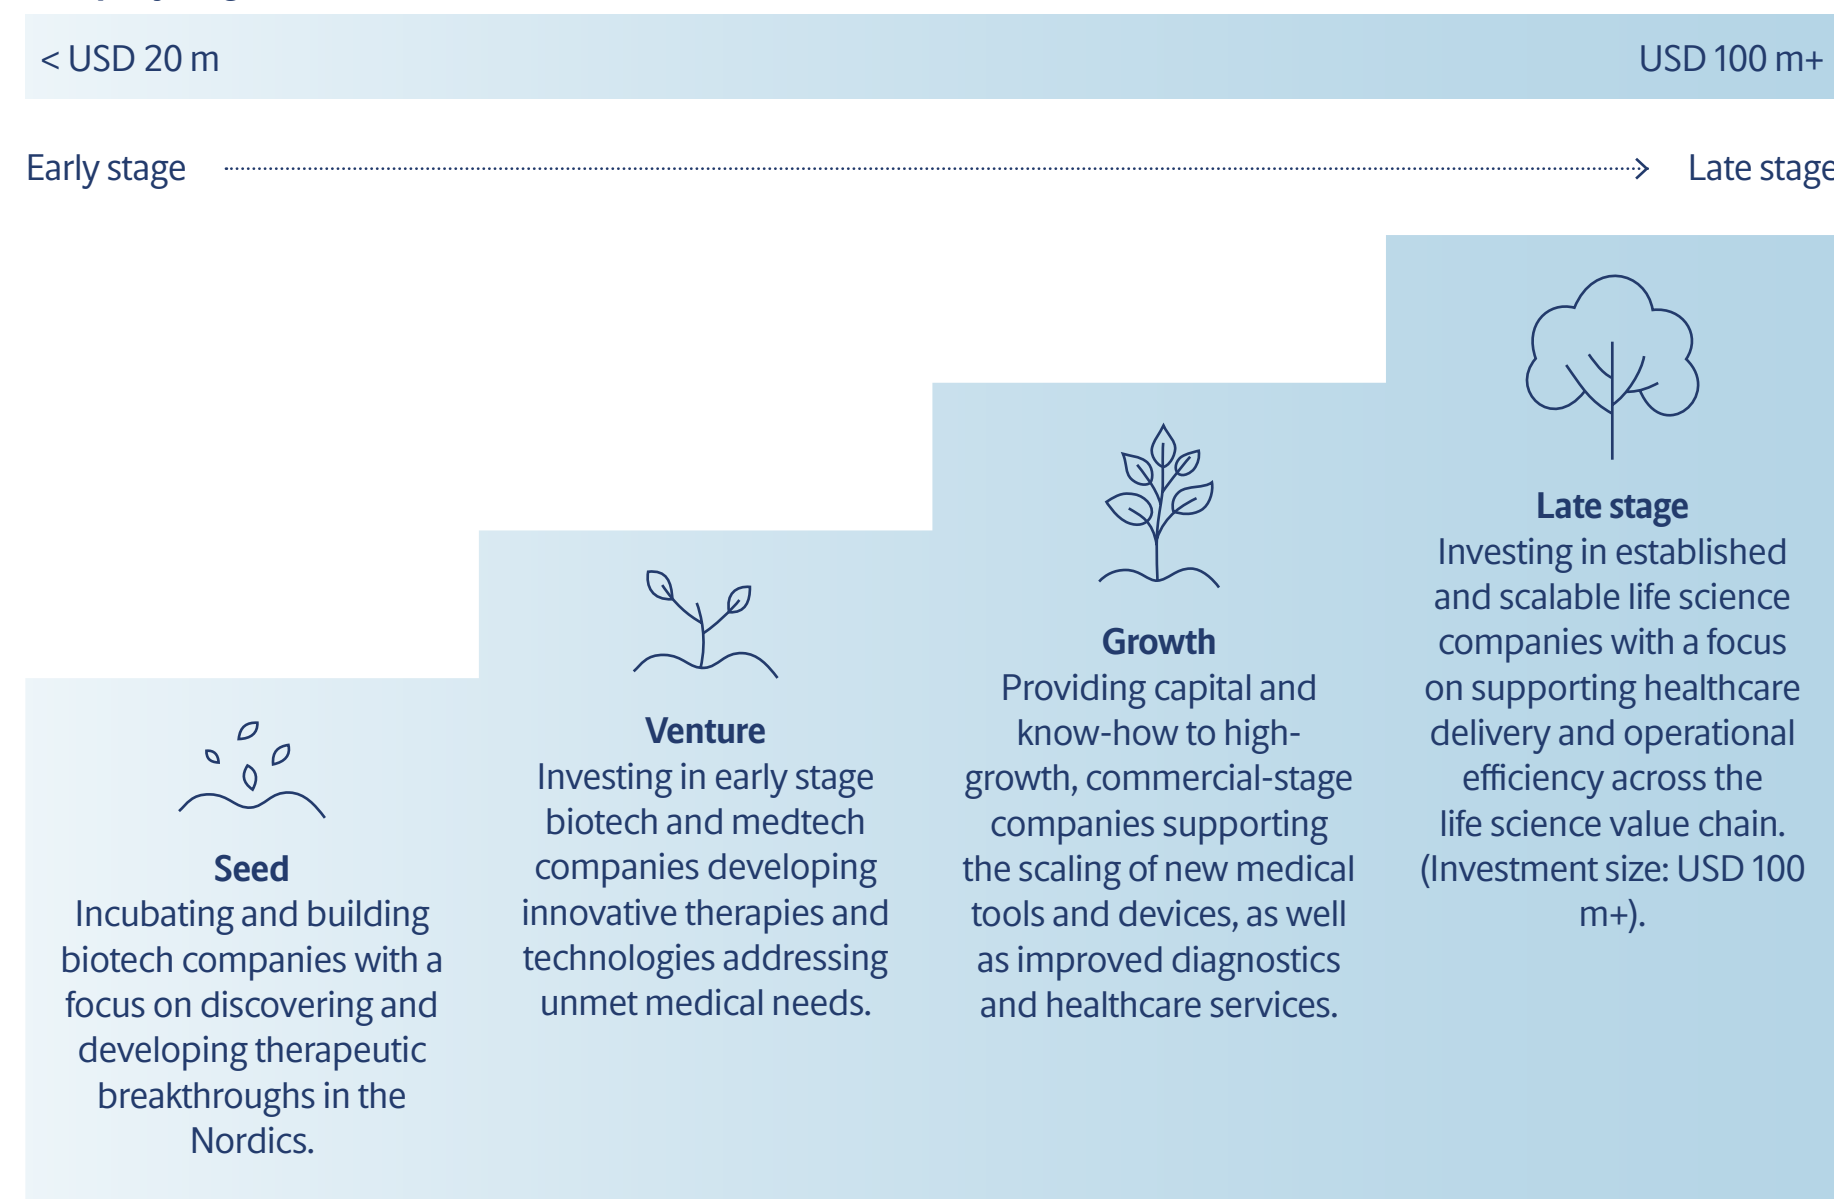 < USD 20 m
USD 100 m+
Early stage
Late stage
Seed
Incubating and building
biotech companies with a
focus on discovering and
developing therapeutic
breakthroughs in the
Nordics.
Venture
Investing in early stage
biotech and medtech
companies developing
innovative therapies and
technologies addressing
unmet medical needs.
Growth
Providing capital and
know-how to high-
growth, commercial-stage
companies supporting
the scaling of new medical
tools and devices, as well
as improved diagnostics
and healthcare services.
Late stage
Investing in established
and scalable life science
companies with a focus
on supporting healthcare
delivery and operational
efficiency across the
life science value chain.
(Investment size: USD 100
m+).